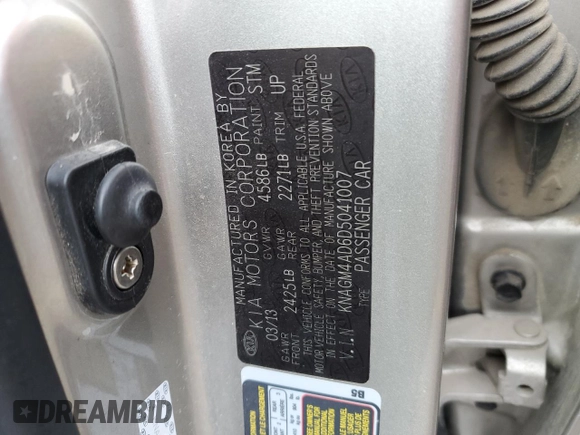 MANUFACTURED IN KOREA BY
KIA MOTORS CORPORATION
03/13 GVWR 4586LB PAINT STM
GAWR FRONT 2425LB GAWR REAR 2271LB TRIM UP
THIS VEHICLE CONFORMS TO ALL APPLICABLE U.S.A. FEDERAL
MOTOR VEHICLE SAFETY, BUMPER, AND THEFT PREVENTION STANDARDS
IN EFFECT ON THE DATE OF MANUFACTURE SHOWN ABOVE
V.I.N KNAGM4AD6D5041007
TYPE PASSENGER CAR
KIA
B5
DREAMBID